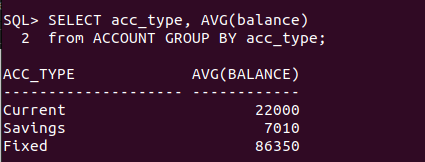 SQL> SELECT acc_type, AVG(balance)
  2  from ACCOUNT GROUP BY acc_type;
ACC_TYPE             AVG(BALANCE)
-------------------- ------------
Current                     22000
Savings                      7010
Fixed                       86350